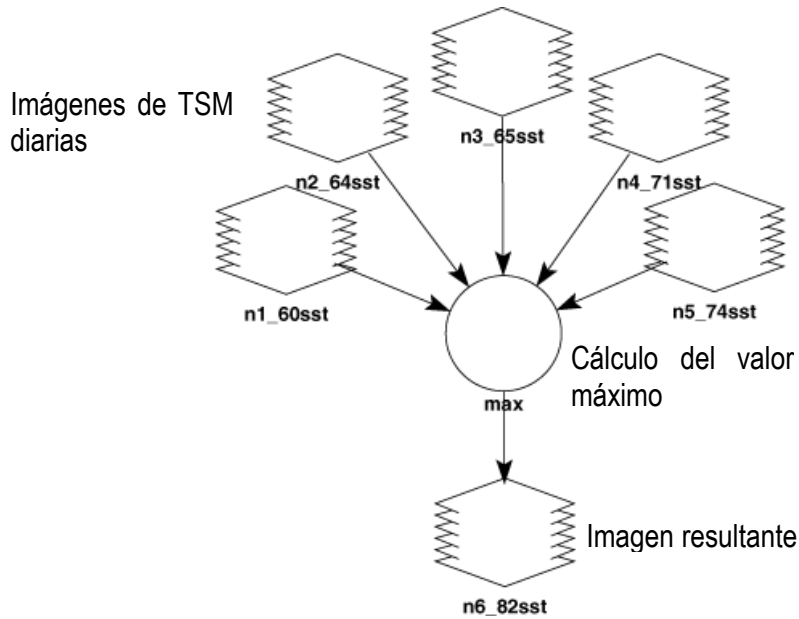 Imágenes de TSM
diarias
n3_65sst
n2_64sst
n4_71sst
n1_60sst
n5_74sst
Cálculo del valor
máximo
max
Imagen resultante
n6_82sst